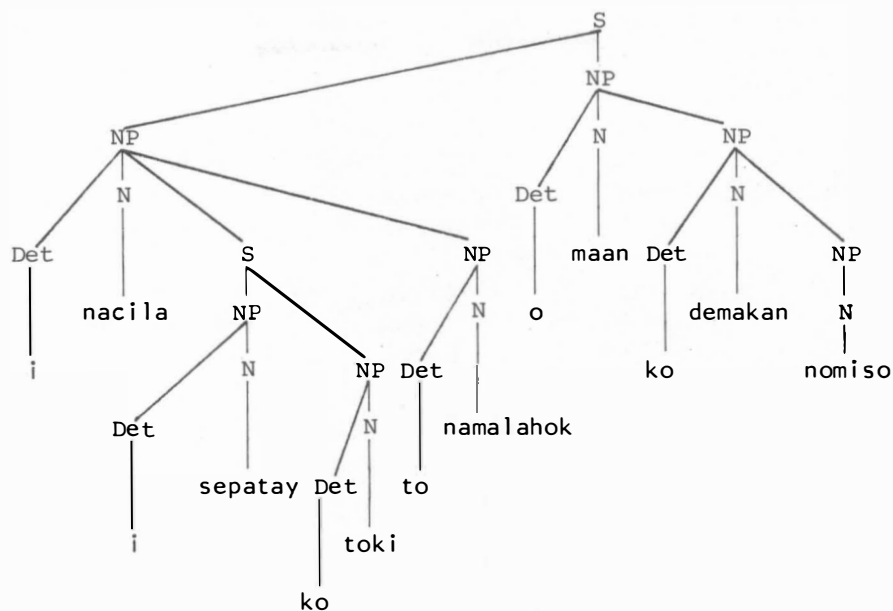 S
NP
NP N NP
N Det
Det S NP maan Det N NP
nacila NP N o demakan N
i N NP Det ko nomiso
Det N namalahok
sepatay Det to
i toki
ko